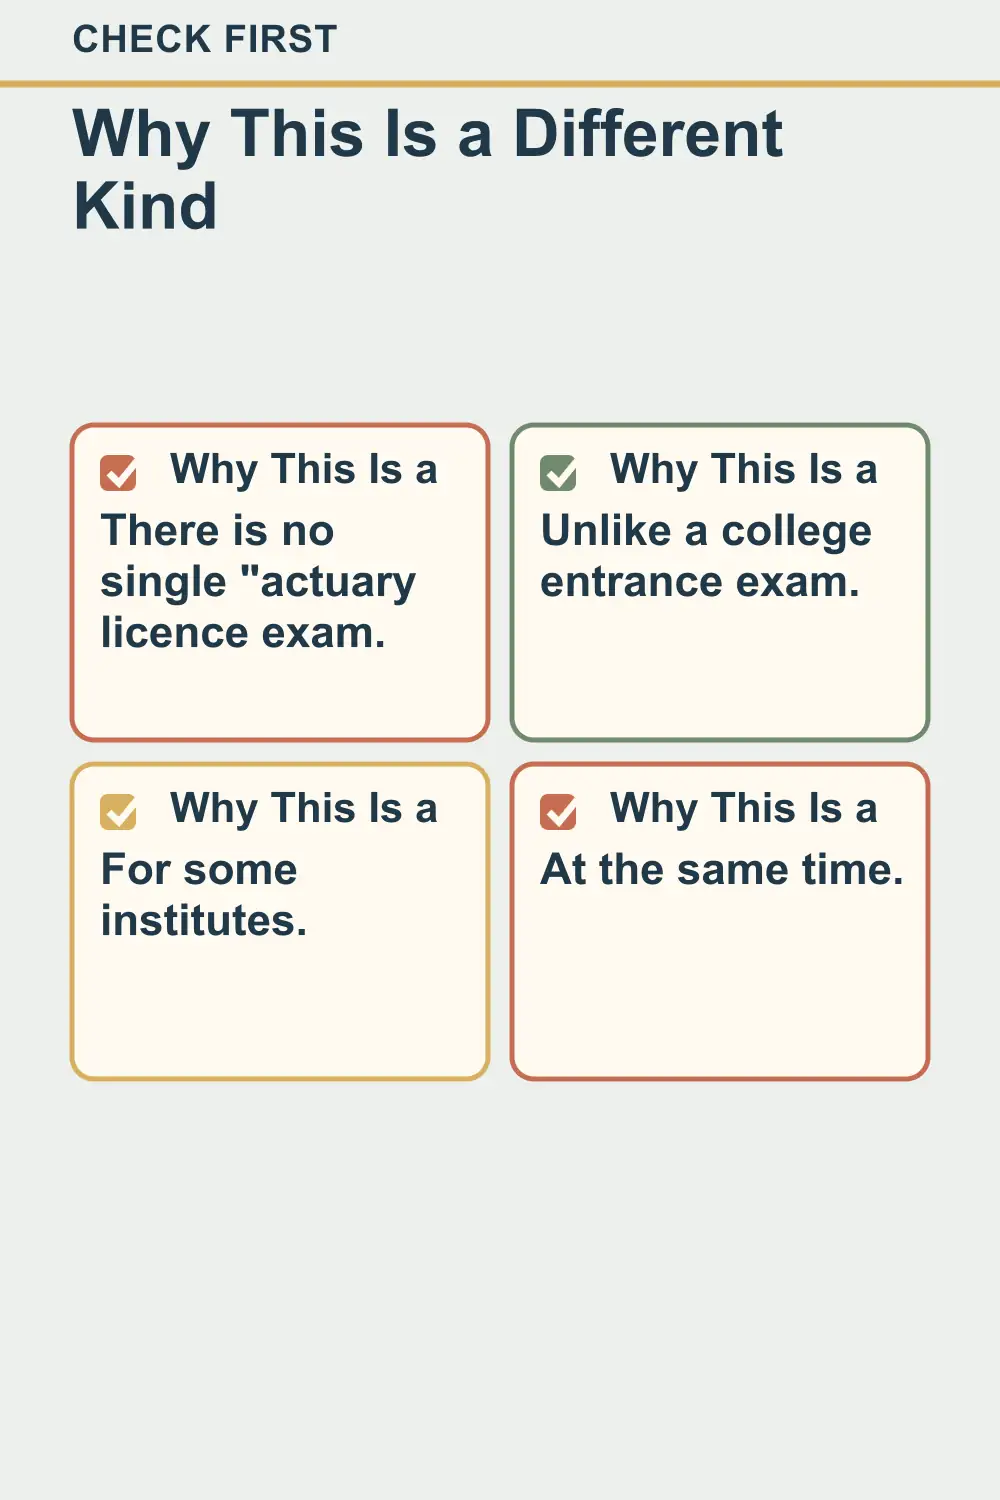 CHECK FIRST
Why This Is a Different
Kind
Why This Is a
There is no
single "actuary
licence exam.
Why This Is a
Unlike a college
entrance exam.
Why This Is a
For some
institutes.
Why This Is a
At the same time.